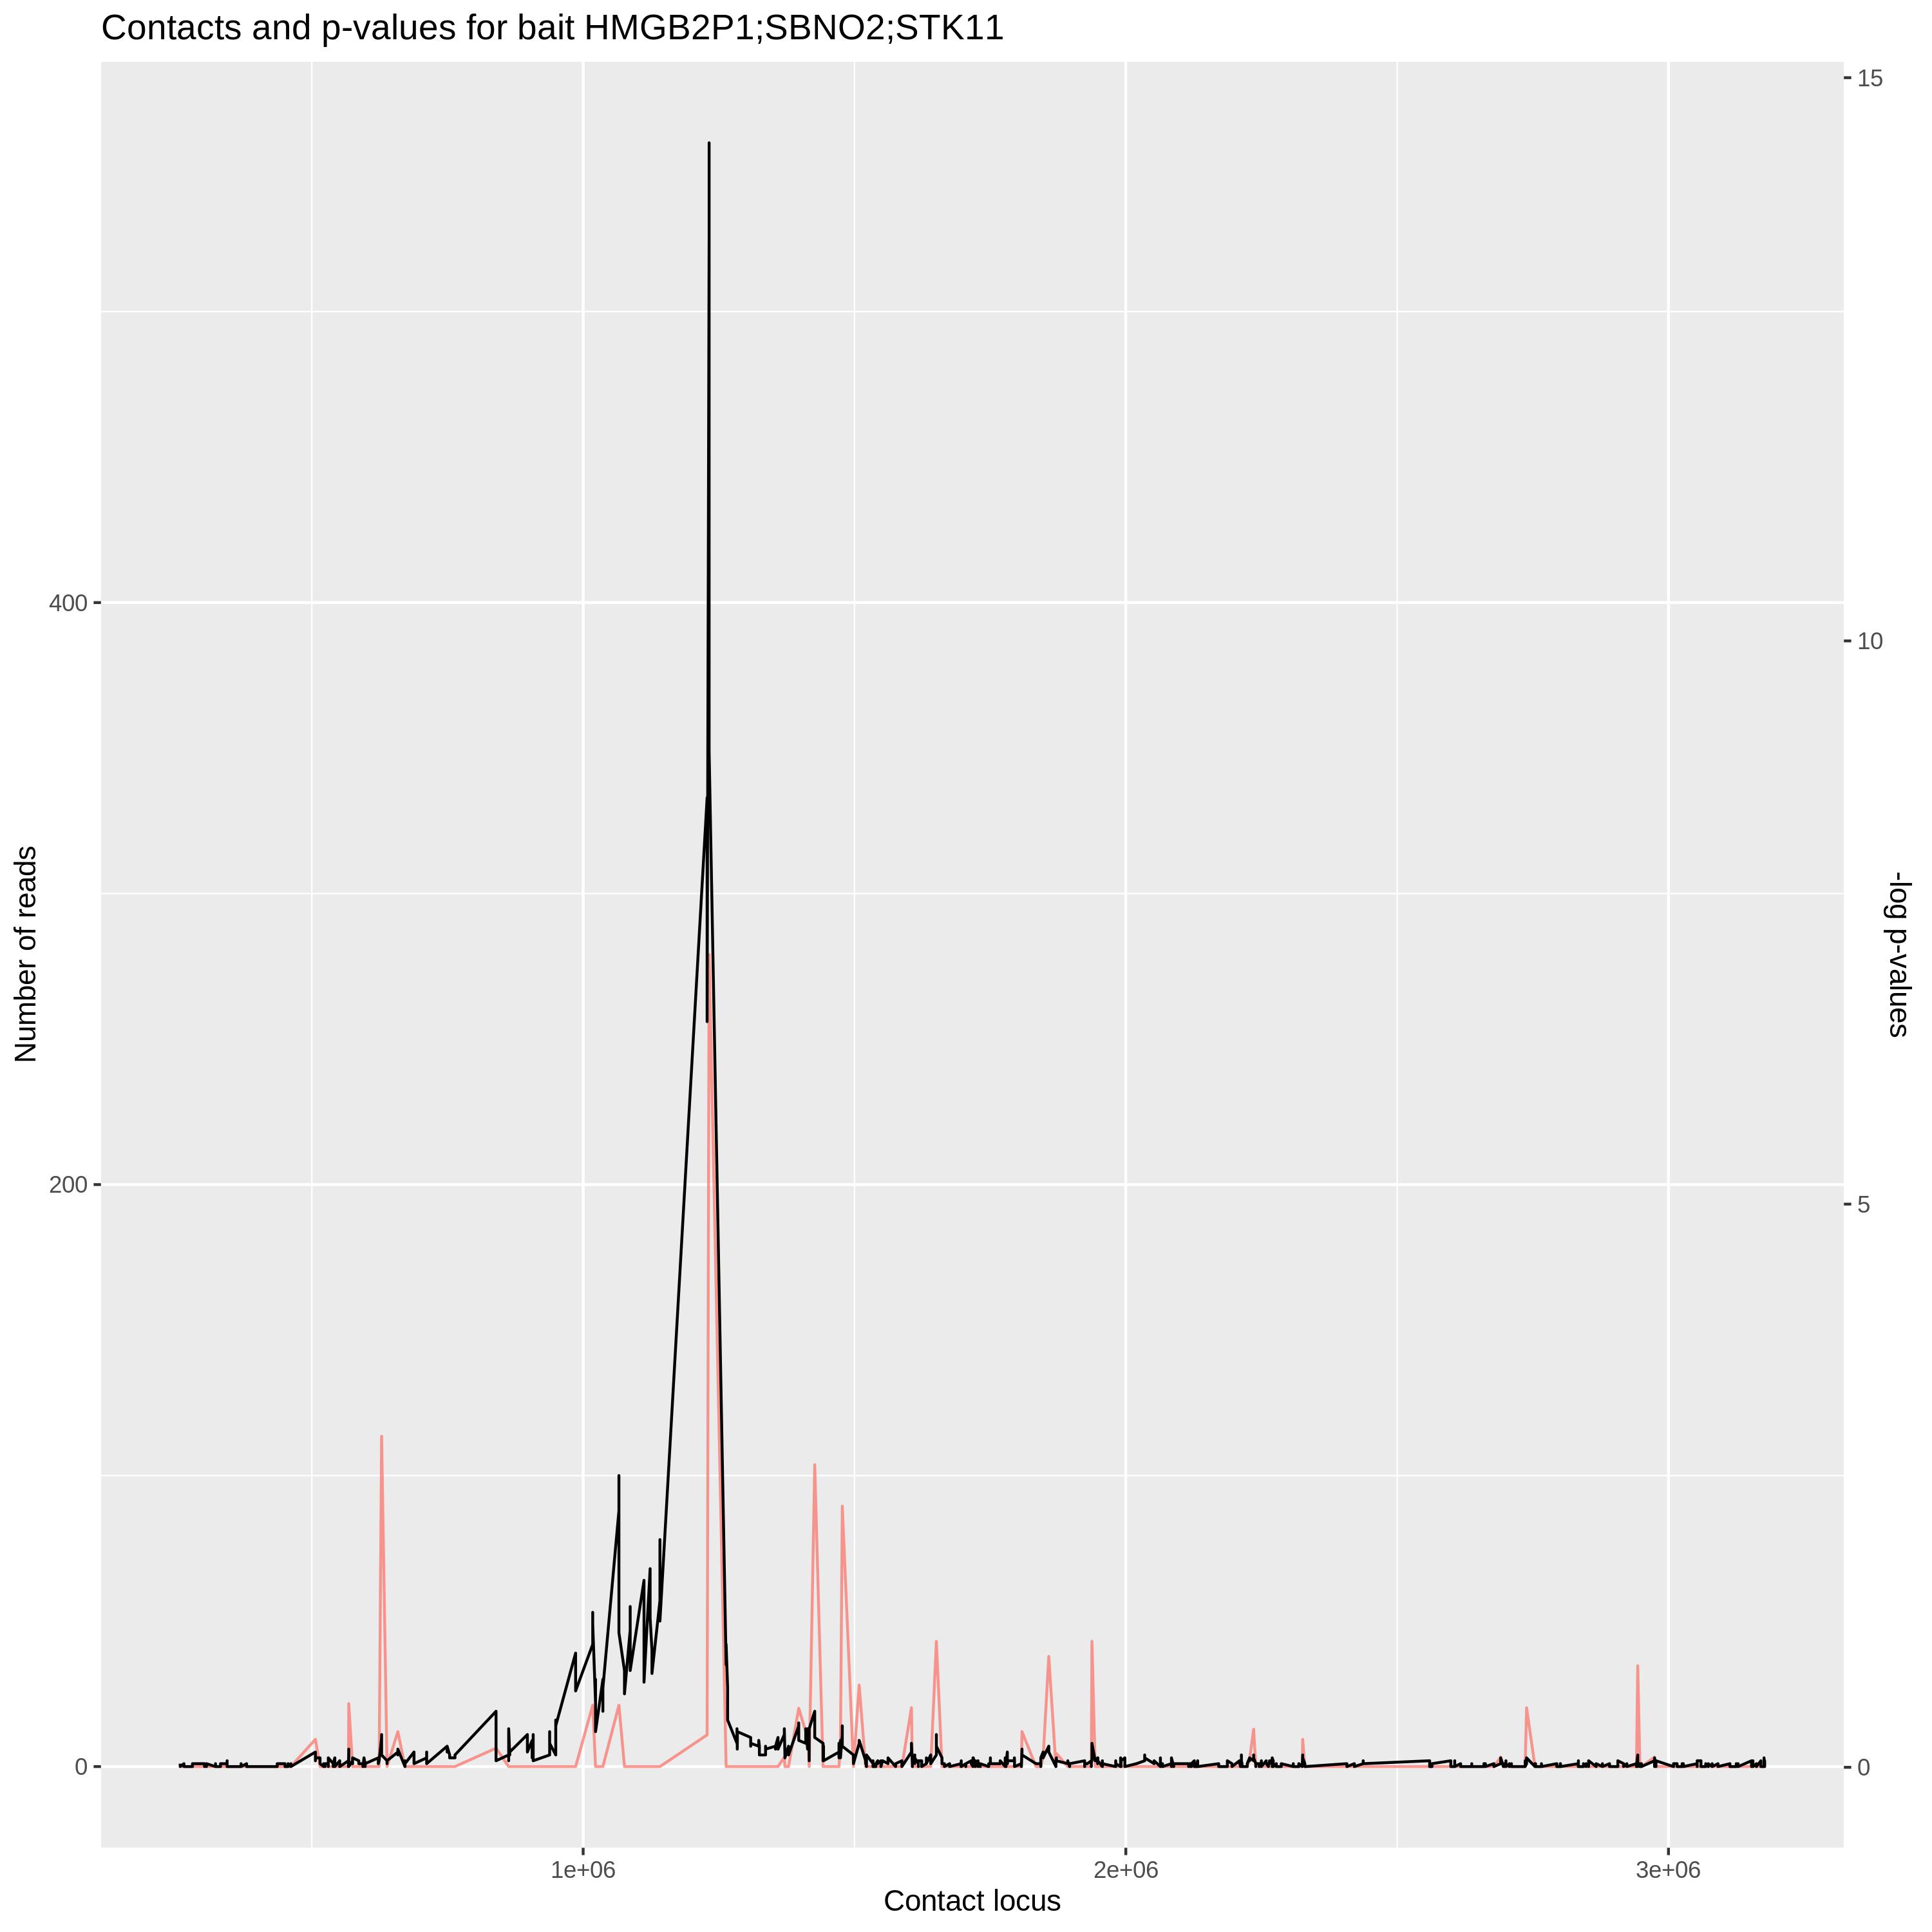 Contacts and p-values for bait HMGB2P1;SBNO2;STK11
15
400
10
Number of reads
-log p-values
200
5
0
0
1e+06
2e+06
3e+06
Contact locus